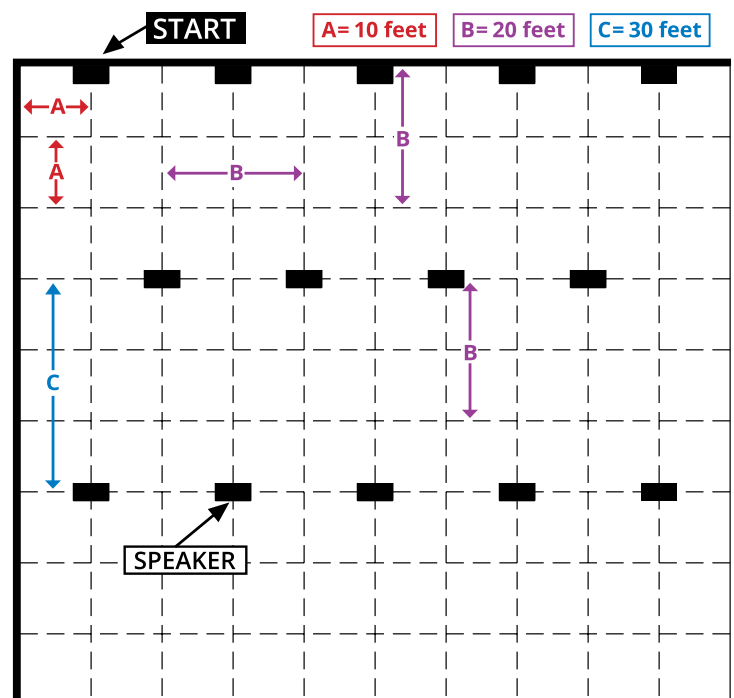 START
A= 10 feet
B= 20 feet
C= 30 feet
A
B
A
B
B
C
SPEAKER